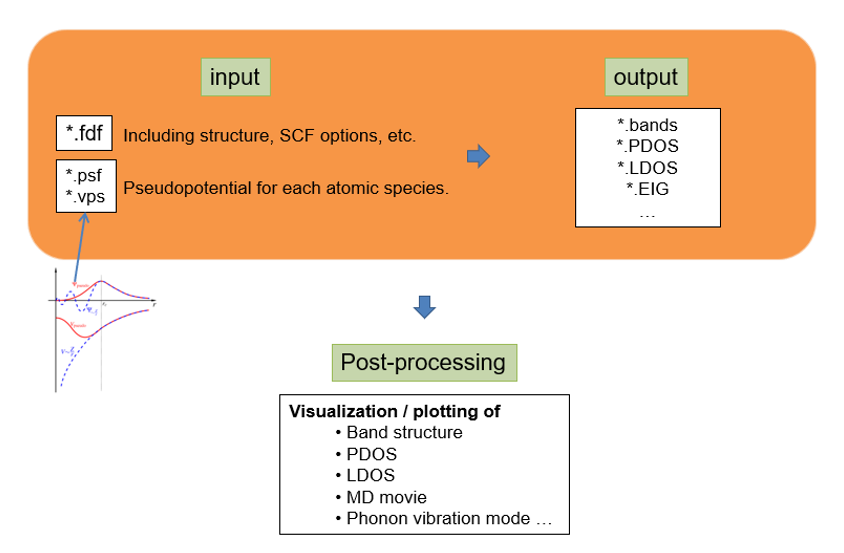 input
output
*.fdf
Including structure, SCF options, etc.
*.psf
*.vps
Pseudopotential for each atomic species.
*.bands
*.PDOS
*.LDOS
*.EIG
…
Post-processing
Visualization / plotting of
• Band structure
• PDOS
• LDOS
• MD movie
• Phonon vibration mode …